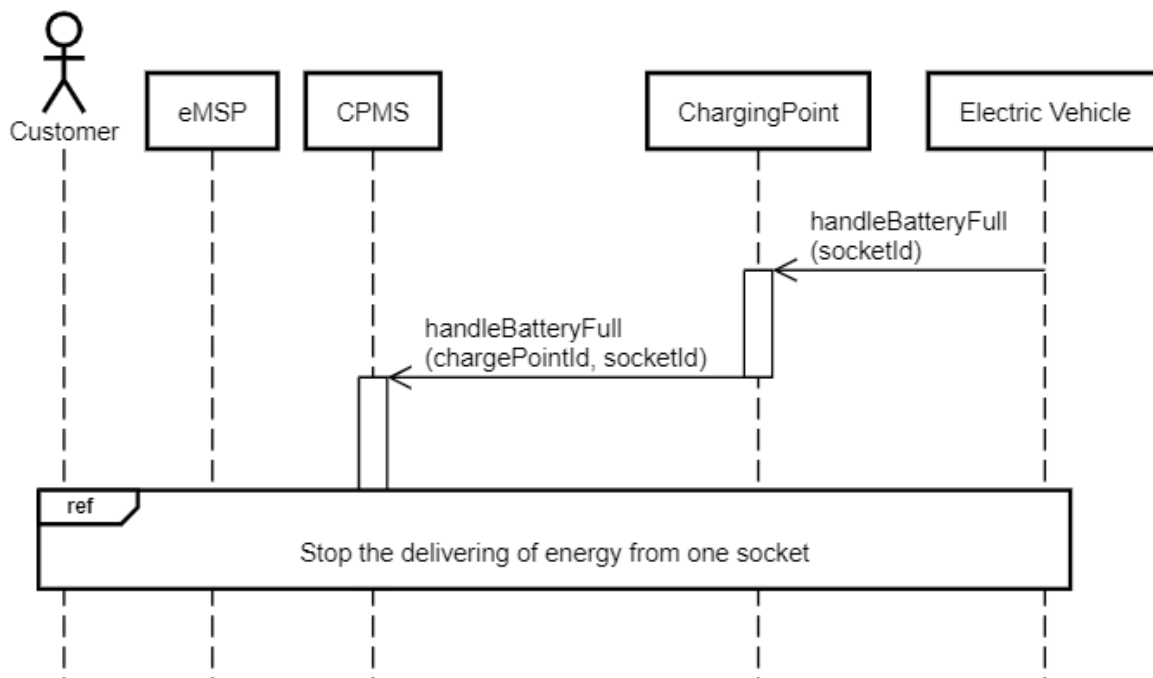 Customer
eMSP
CPMS
ChargingPoint
Electric Vehicle
handleBatteryFull
(socketId)
handleBatteryFull
(chargePointId, socketId)
ref
Stop the delivering of energy from one socket